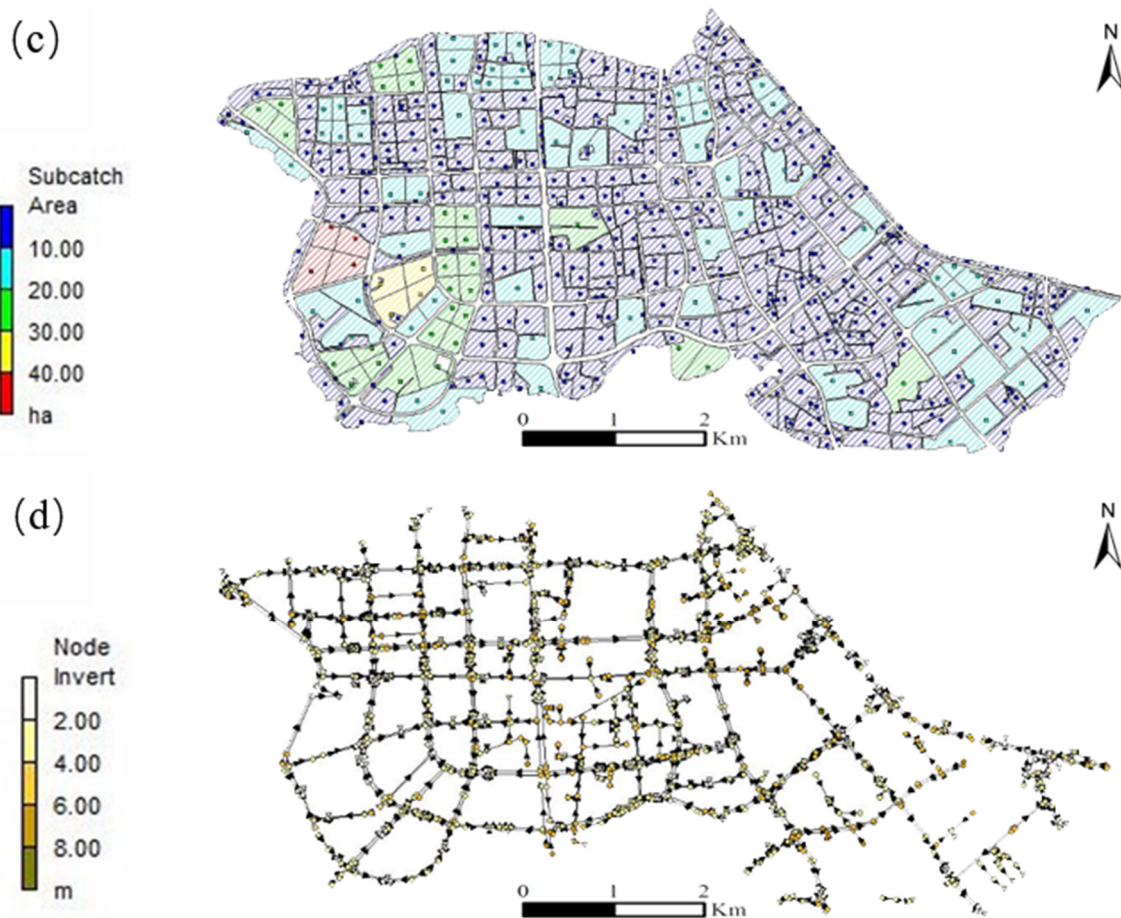 (c)
N
Subcatch
Area
10.00
20.00
30.00
40.00
ha
0 1 2
Km
(d)
N
Node
Invert
2.00
4.00
6.00
8.00
m
0 1 2
Km